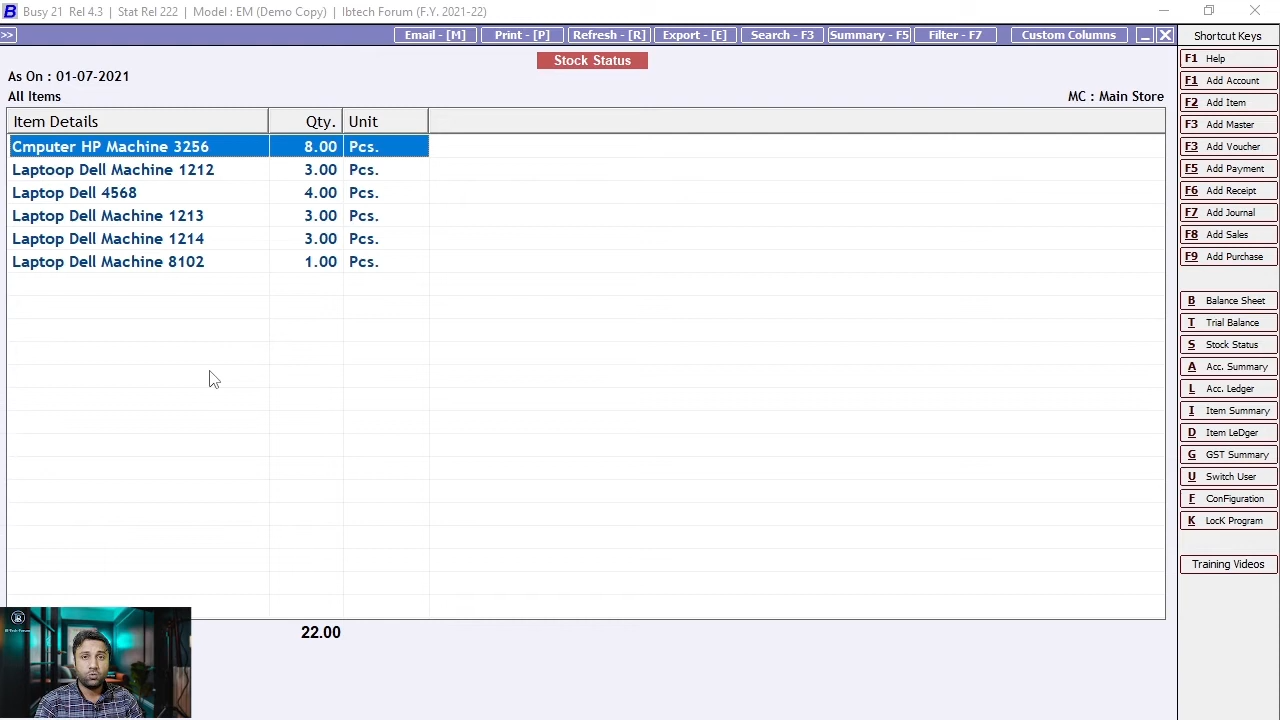 Busy 21 Rel 4.3 | Stat Rel 222 | Model : EM (Demo Copy) | Ibtech Forum (F.Y. 2021-22)
>> Email - [M] Print - [P] Refresh - [R] Export - [E] Search - F3 Summary - F5 Filter - F7 Custom Columns
Stock Status
As On : 01-07-2021
All Items MC : Main Store
Item Details Qty. Unit
Cmputer HP Machine 3256 8.00 Pcs.
Laptoop Dell Machine 1212 3.00 Pcs.
Laptop Dell 4568 4.00 Pcs.
Laptop Dell Machine 1213 3.00 Pcs.
Laptop Dell Machine 1214 3.00 Pcs.
Laptop Dell Machine 8102 1.00 Pcs.
22.00
Shortcut Keys
F1 Help
F1 Add Account
F2 Add Item
F3 Add Master
F3 Add Voucher
F5 Add Payment
F6 Add Receipt
F7 Add Journal
F8 Add Sales
F9 Add Purchase
B Balance Sheet
T Trial Balance
S Stock Status
A Acc. Summary
L Acc. Ledger
I Item Summary
D Item LeDger
G GST Summary
U Switch User
F ConFiguration
K LocK Program
Training Videos